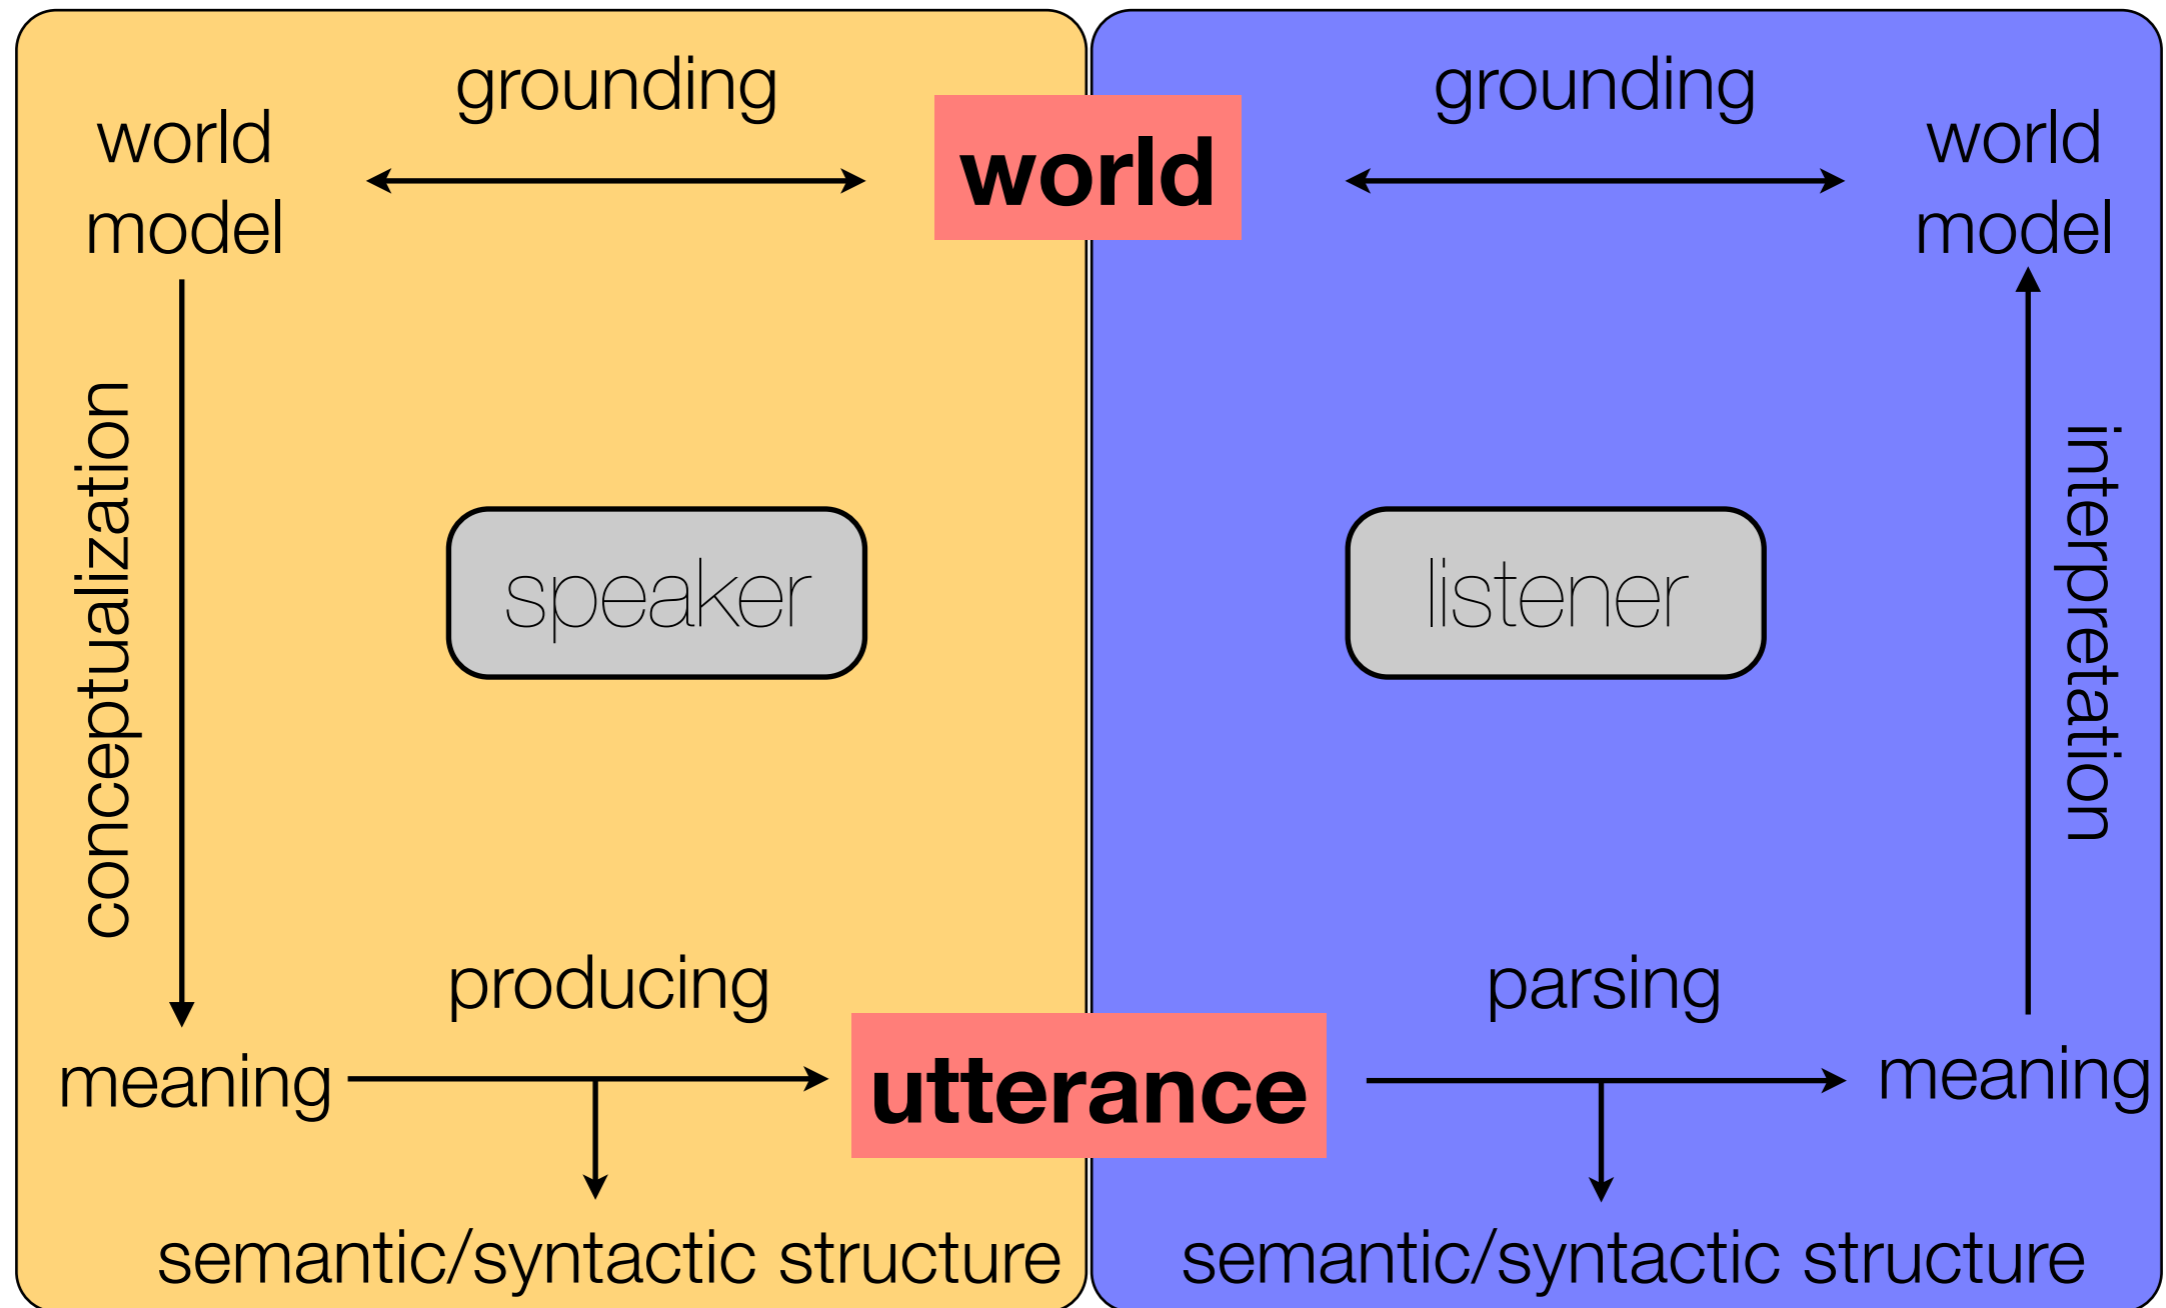 grounding
world
grounding
world
model
world
model
conceptualization
speaker
listener
interpretation
producing
parsing
meaning
utterance
meaning
semantic/syntactic structure
semantic/syntactic structure